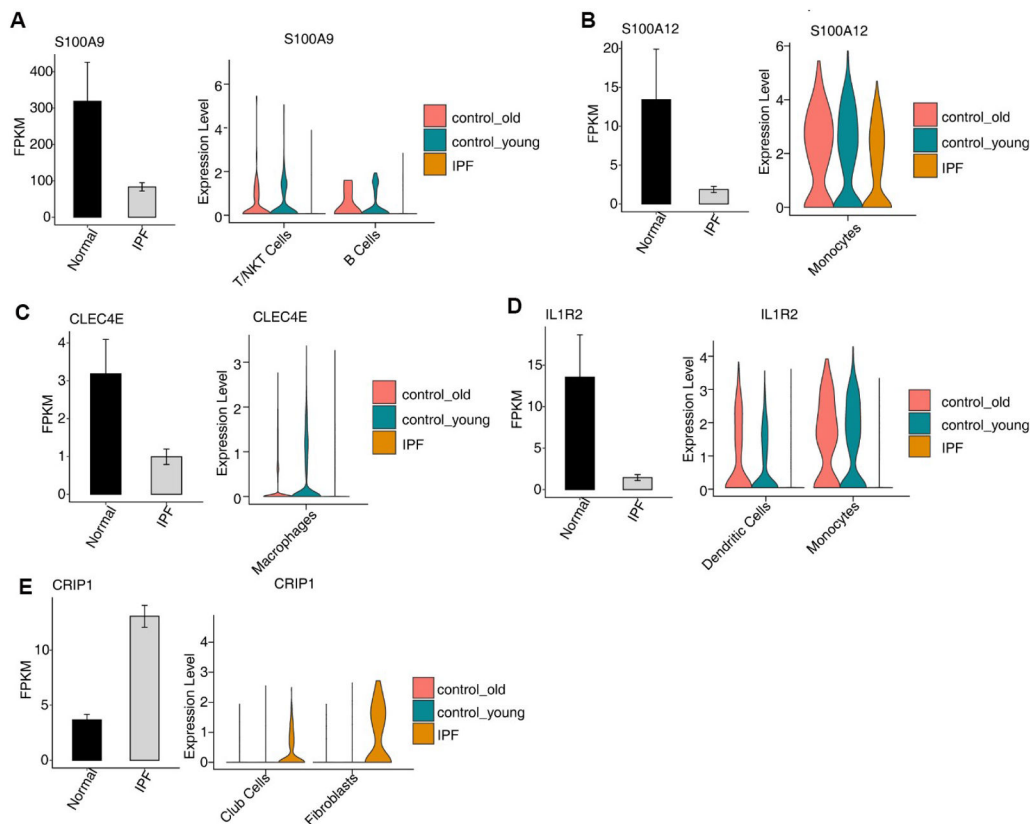 A
S100A9
FPKM
400
300
200
100
0
Normal
IPF
S100A9
Expression Level
6
4
2
0
T/NKT Cells
B Cells
control_old
control_young
IPF
B
S100A12
FPKM
20
15
10
5
0
Normal
IPF
S100A12
Expression Level
6
4
2
0
Monocytes
control_old
control_young
IPF
C
CLEC4E
FPKM
4
3
2
1
0
Normal
IPF
CLEC4E
Expression Level
3
2
1
0
Macrophages
control_old
control_young
IPF
D
IL1R2
FPKM
15
10
5
0
Normal
IPF
IL1R2
Expression Level
4
3
2
1
0
Dendritic Cells
Monocytes
control_old
control_young
IPF
E
CRIP1
FPKM
10
5
0
Normal
IPF
CRIP1
Expression Level
4
3
2
1
0
Club Cells
Fibroblasts
control_old
control_young
IPF